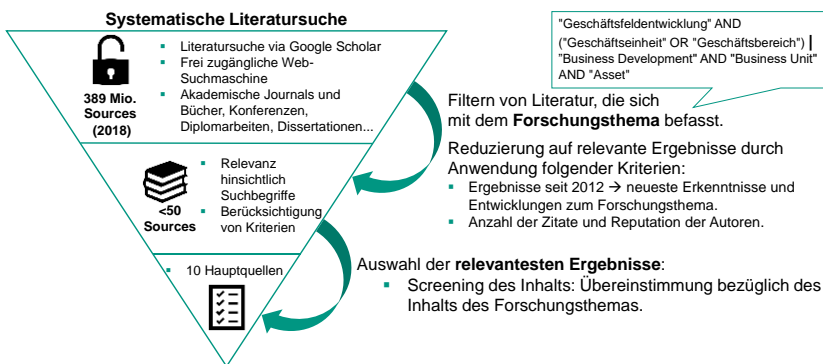 Systematische Literatursuche
▪ Literatursuche via Google Scholar
▪ Frei zugängliche Web-
Suchmaschine
▪ Akademische Journals und
Bücher, Konferenzen,
Diplomarbeiten, Dissertationen...
389 Mio.
Sources
(2018)
"Geschäftsfeldentwicklung" AND
("Geschäftseinheit" OR "Geschäftsbereich") |
"Business Development" AND "Business Unit"
AND "Asset"
Filtern von Literatur, die sich
mit dem Forschungsthema befasst.
Reduzierung auf relevante Ergebnisse durch
Anwendung folgender Kriterien:
▪ Ergebnisse seit 2012 → neueste Erkenntnisse und
Entwicklungen zum Forschungsthema.
▪ Anzahl der Zitate und Reputation der Autoren.
<50
Sources
▪ Relevanz
hinsichtlich
Suchbegriffe
▪ Berücksichtigung
von Kriterien
▪ 10 Hauptquellen
Auswahl der relevantesten Ergebnisse:
▪ Screening des Inhalts: Übereinstimmung bezüglich des
Inhalts des Forschungsthemas.